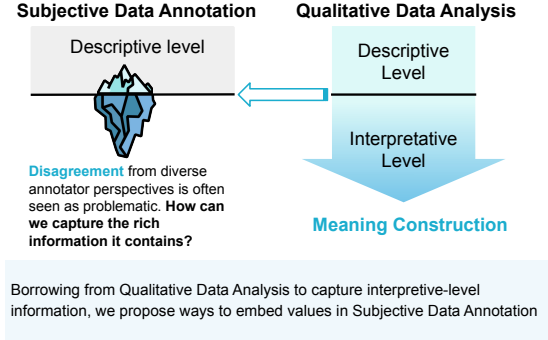 Subjective Data Annotation
Descriptive level
Disagreement from diverse
annotator perspectives is often
seen as problematic. How can
we capture the rich
information it contains?
Qualitative Data Analysis
Descriptive
Level
Interpretative
Level
Meaning Construction
Borrowing from Qualitative Data Analysis to capture interpretive-level
information, we propose ways to embed values in Subjective Data Annotation